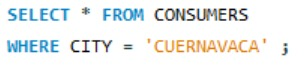 SELECT * FROM CONSUMERS
WHERE CITY = 'CUERNAVACA' ;